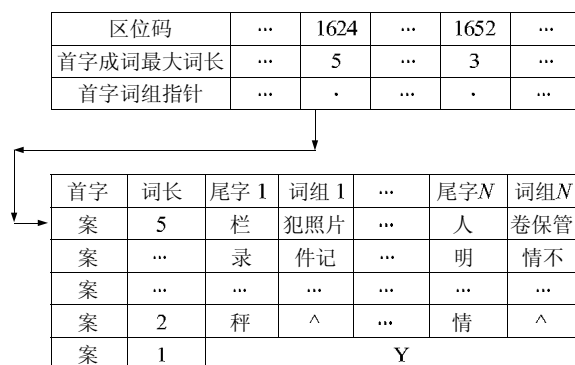 区位码 … 1624 … 1652 …
首字成词最大词长 … 5 … 3 …
首字词组指针 … · … · …
首字 词长 尾字1 词组1 … 尾字N 词组N
案 5 栏 犯照片 … 人 卷保管
案 … 录 件记 … 明 情不
案 … … … … … …
案 2 秤 ^ … 情 ^
案 1 Y